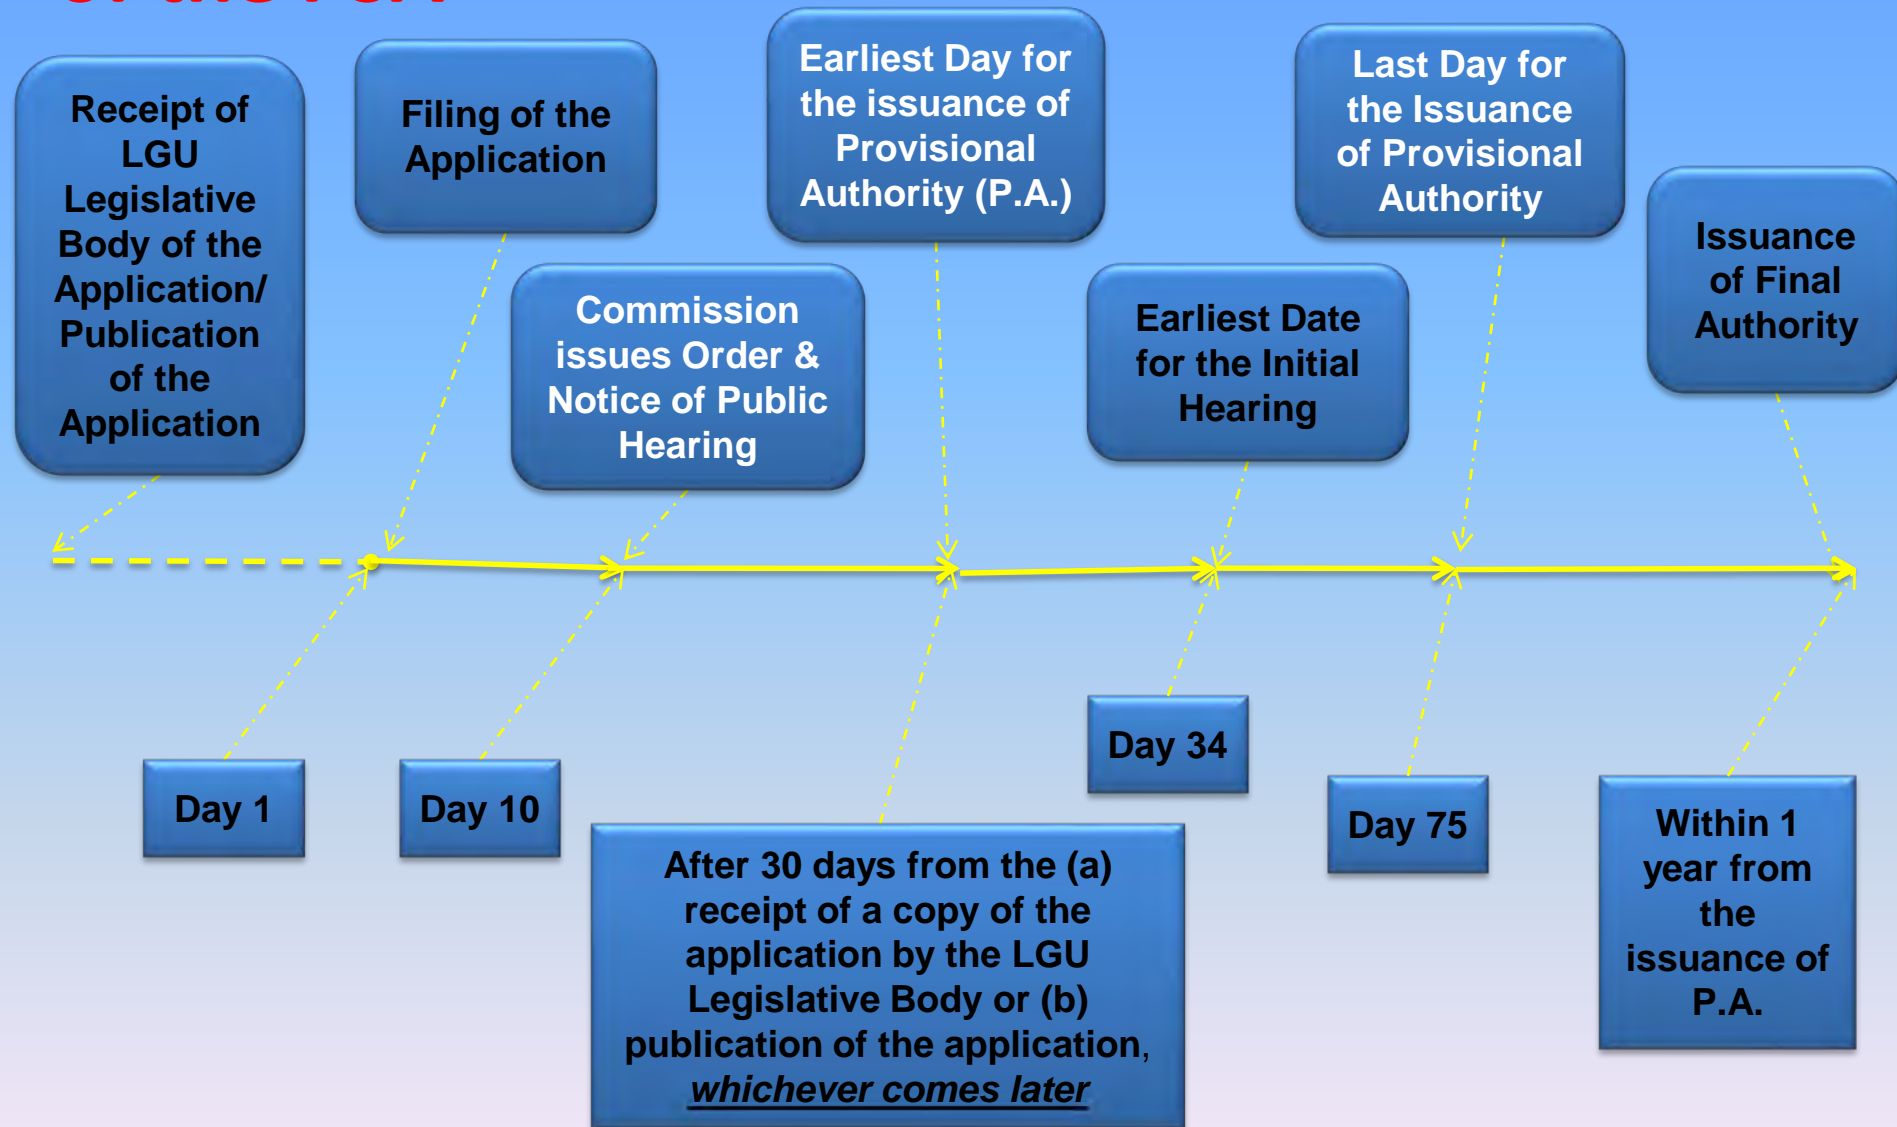 Receipt of
LGU
Legislative
Body of the
Application/
Publication
of the
Application
Filing of the
Application
Commission
issues Order &
Notice of Public
Hearing
Earliest Day for
the issuance of
Provisional
Authority (P.A.)
Earliest Date
for the Initial
Hearing
Last Day for
the Issuance
of Provisional
Authority
Issuance
of Final
Authority
Day 1
Day 10
After 30 days from the (a)
receipt of a copy of the
application by the LGU
Legislative Body or (b)
publication of the application,
whichever comes later
Day 34
Day 75
Within 1
year from
the
issuance of
P.A.